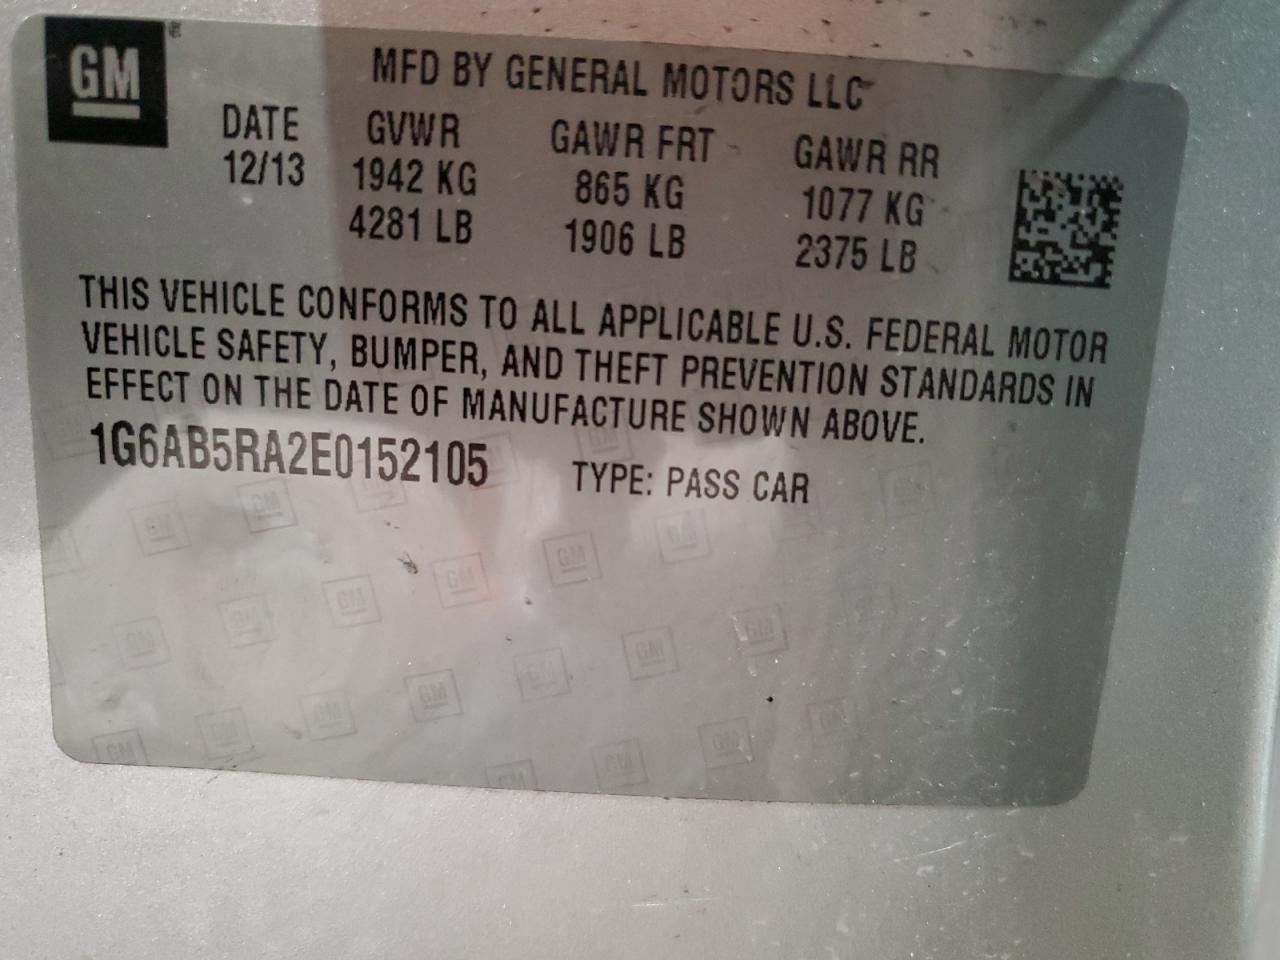 GM
MFD BY GENERAL MOTORS LLC
DATE GVWR GAWR FRT GAWR RR
12/13 1942 KG 865 KG 1077 KG
4281 LB 1906 LB 2375 LB
THIS VEHICLE CONFORMS TO ALL APPLICABLE U.S. FEDERAL MOTOR
VEHICLE SAFETY, BUMPER, AND THEFT PREVENTION STANDARDS IN
EFFECT ON THE DATE OF MANUFACTURE SHOWN ABOVE.
1G6AB5RA2E0152105 TYPE: PASS CAR